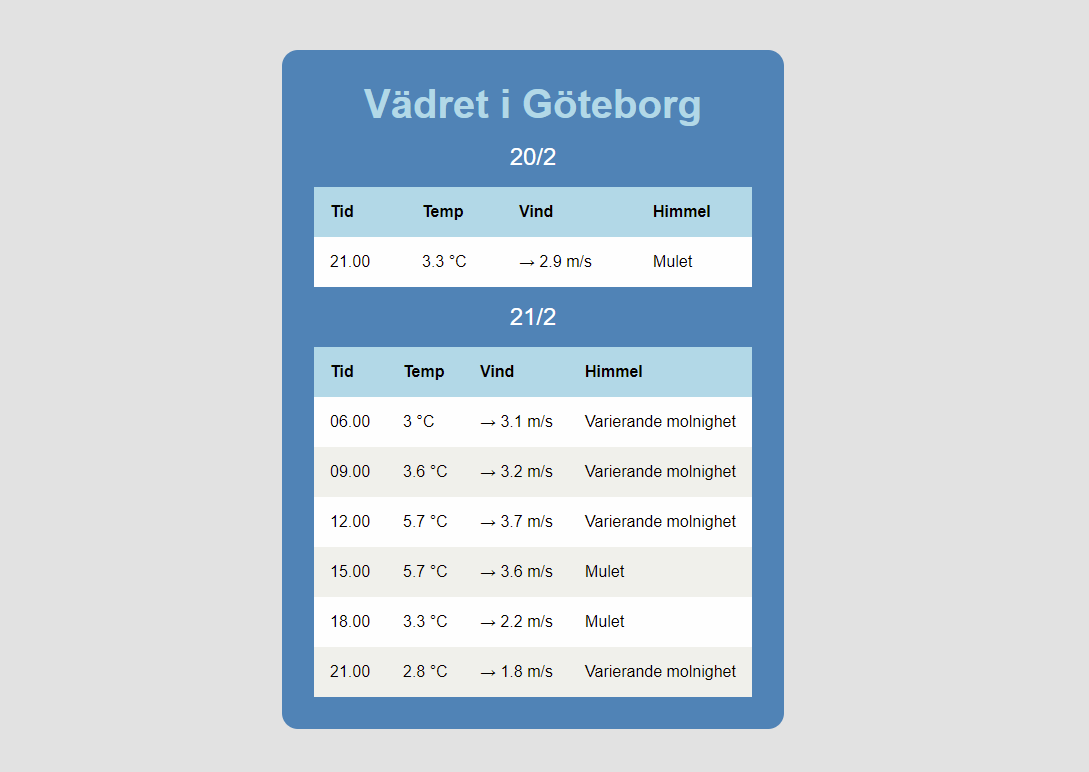 Vädret i Göteborg
20/2
Tid Temp Vind Himmel
21.00 3.3 °C → 2.9 m/s Mulet
21/2
Tid Temp Vind Himmel
06.00 3 °C → 3.1 m/s Varierande molnighet
09.00 3.6 °C → 3.2 m/s Varierande molnighet
12.00 5.7 °C → 3.7 m/s Varierande molnighet
15.00 5.7 °C → 3.6 m/s Mulet
18.00 3.3 °C → 2.2 m/s Mulet
21.00 2.8 °C → 1.8 m/s Varierande molnighet